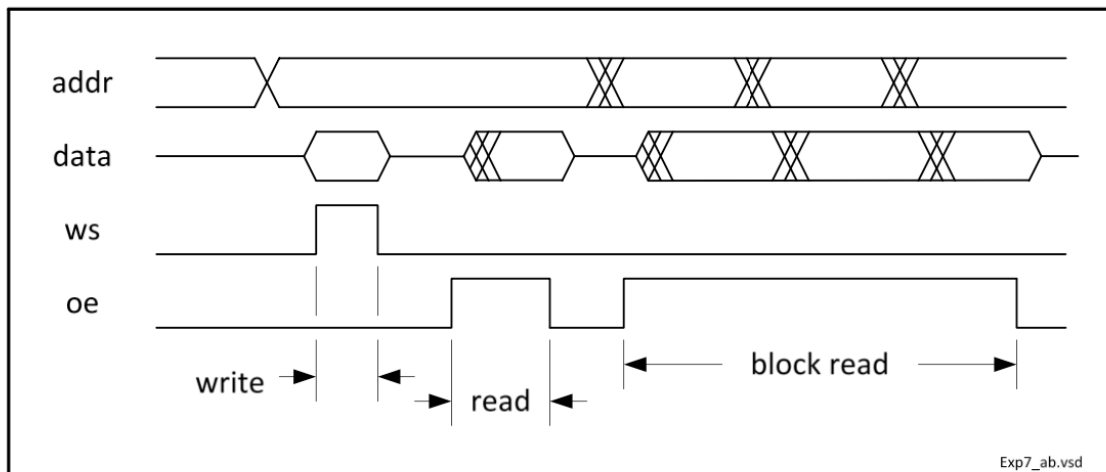 addr
data
ws
oe
write
read
block read
Exp7_ab.vsd